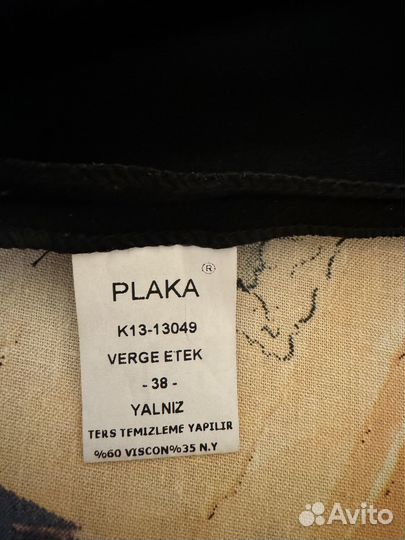 PLAKA ®
K13-13049
VERGE ETEK
- 38 -
YALNIZ
TERS TEMIZLEME YAPILIR
%60 VISCON%35 N.Y
Avito